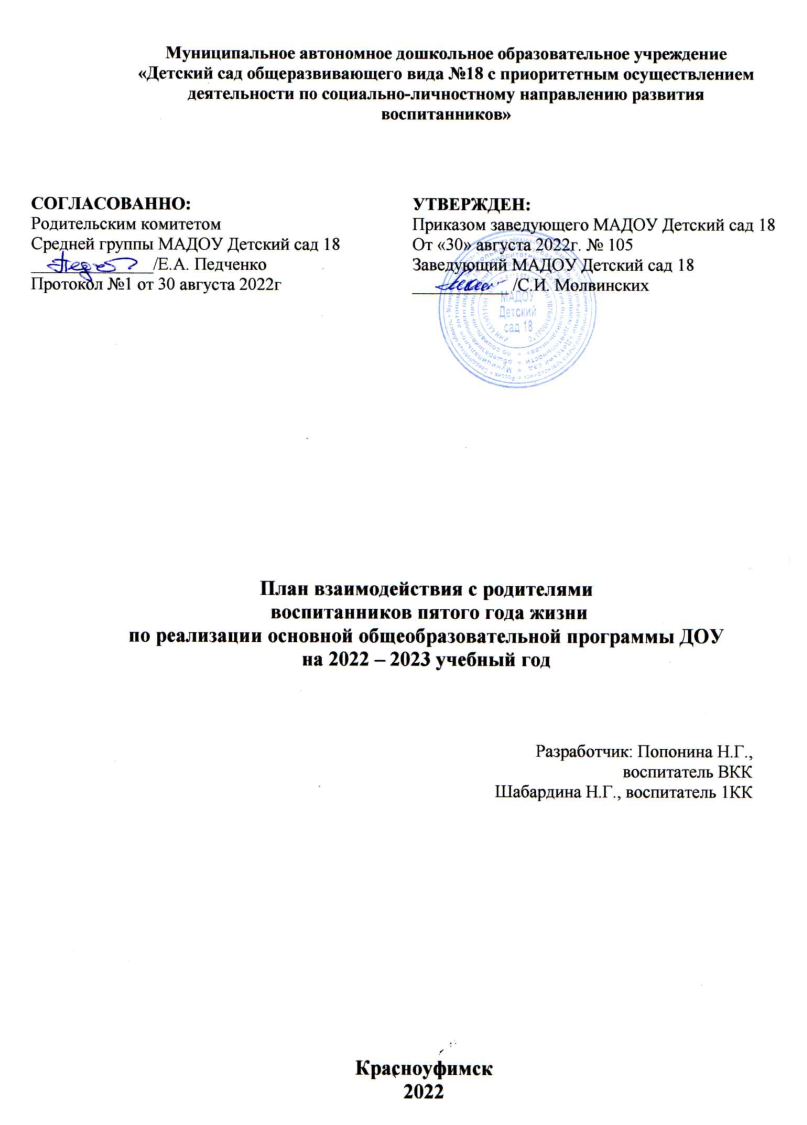 Муниципальное автономное дошкольное образовательное учреждение
«Детский сад общеразвивающего вида №18 с приоритетным осуществлением
деятельности по социально-личностному направлению развития
воспитанников»
СОГЛАСОВАННО:
Родительским комитетом
Средней группы МАДОУ Детский сад 18
/Е.А. Педченко
Протокол №1 от 30 августа 2022г
УТВЕРЖДЕН:
Приказом заведующего МАДОУ Детский сад 18
От «30» августа 2022г. № 105
Заведующий МАДОУ Детский сад 18
/С.И. Молвинских
МАДОУ
Детский
сад 18
План взаимодействия с родителями
воспитанников пятого года жизни
по реализации основной общеобразовательной программы ДОУ
на 2022 – 2023 учебный год
Разработчик: Попонина Н.Г.,
воспитатель ВКК
Шабардина Н.Г., воспитатель 1КК
Красноуфимск
2022